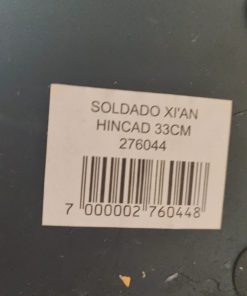 SOLDADO XI'AN
HINCAD 33CM
276044
7 000002 760448